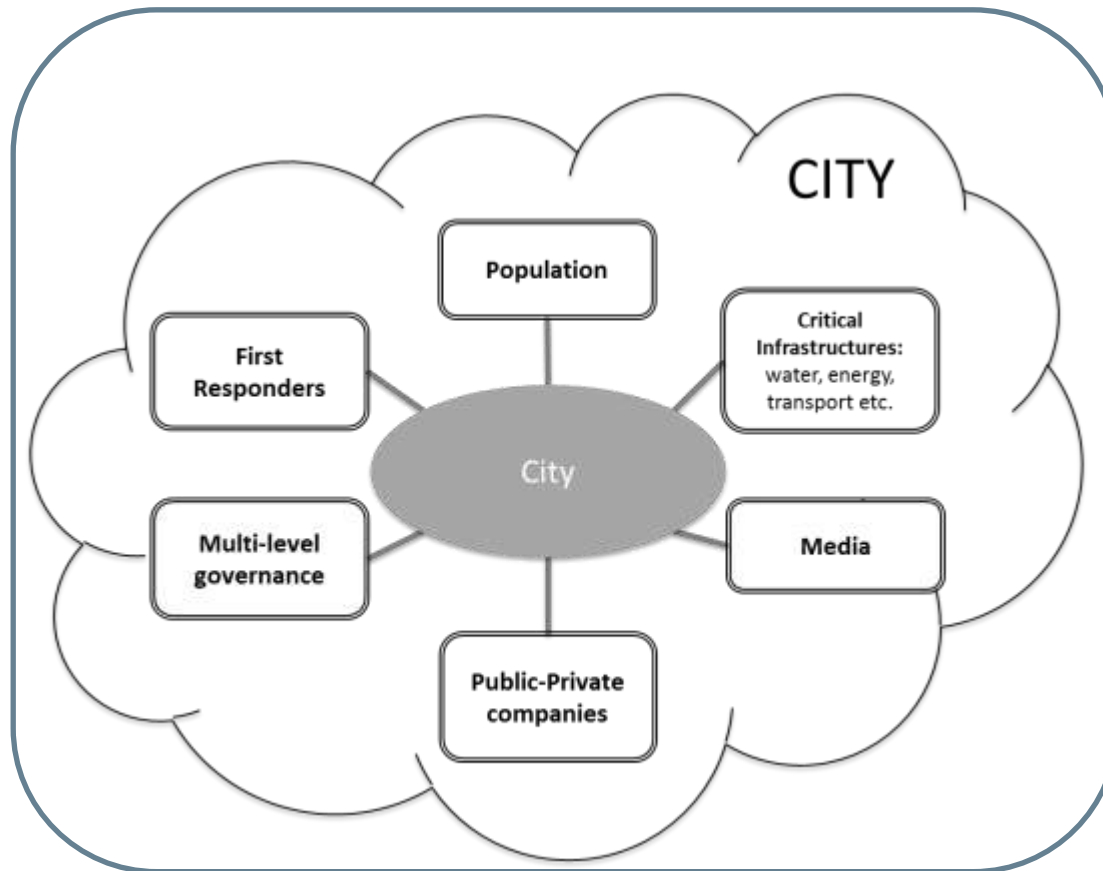 CITY
Population
Critical
Infrastructures:
water, energy,
transport etc.
First
Responders
City
Multi-level
governance
Media
Public-Private
companies